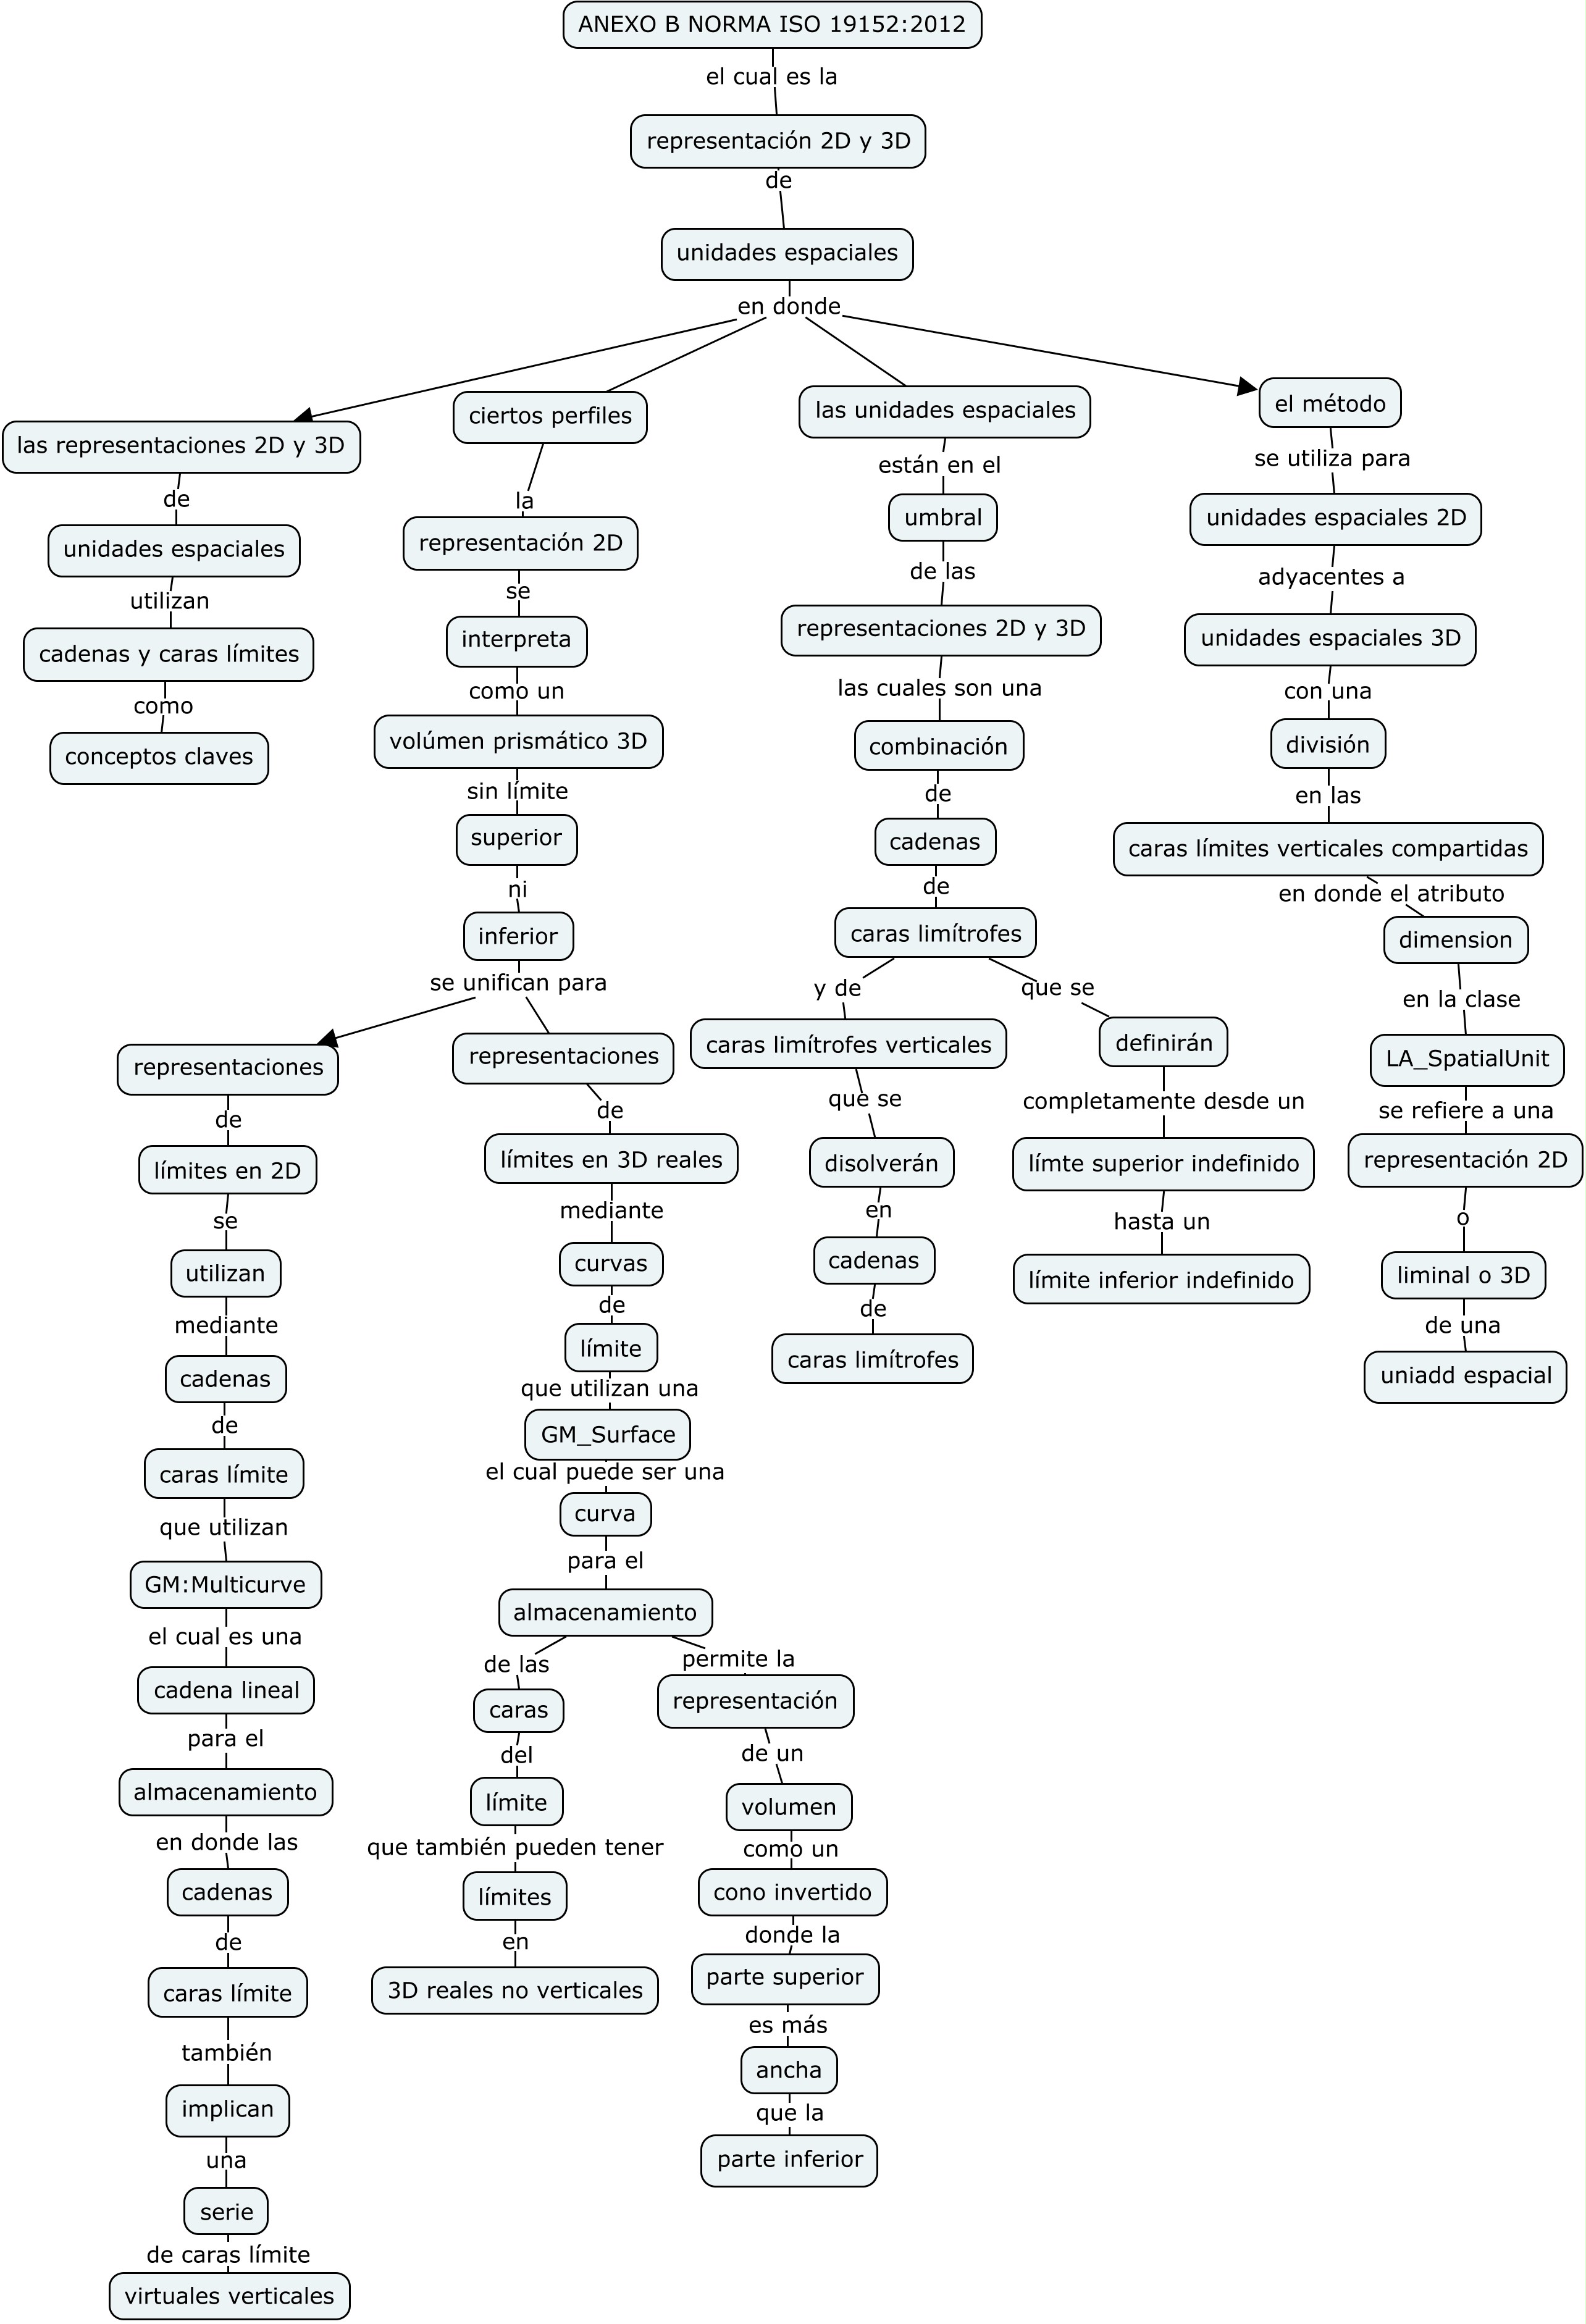 ANEXO B NORMA ISO 19152:2012
el cual es la
representación 2D y 3D
de
unidades espaciales
en donde
las representaciones 2D y 3D
de
unidades espaciales
utilizan
cadenas y caras límites
como
conceptos claves
ciertos perfiles
la
representación 2D
se
interpreta
como un
volúmen prismático 3D
sin límite
superior
ni
inferior
se unifican para
representaciones
de
límites en 2D
se
utilizan
mediante
cadenas
de
caras límite
que utilizan
GM:Multicurve
el cual es una
cadena lineal
para el
almacenamiento
en donde las
cadenas
de
caras límite
también
implican
una
serie
de caras límite
virtuales verticales
representaciones
de
límites en 3D reales
mediante
curvas
de
límite
que utilizan una
GM_Surface
el cual puede ser una
curva
para el
almacenamiento
de las
caras
del
límite
que también pueden tener
límites
en
3D reales no verticales
permite la
representación
de un
volumen
como un
cono invertido
donde la
parte superior
es más
ancha
que la
parte inferior
las unidades espaciales
están en el
umbral
de las
representaciones 2D y 3D
las cuales son una
combinación
de
cadenas
de
caras limítrofes
y de
caras limítrofes verticales
que se
disolverán
en
cadenas
de
caras limítrofes
que se
definirán
completamente desde un
límte superior indefinido
hasta un
límite inferior indefinido
el método
se utiliza para
unidades espaciales 2D
adyacentes a
unidades espaciales 3D
con una
división
en las
caras límites verticales compartidas
en donde el atributo
dimension
en la clase
LA_SpatialUnit
se refiere a una
representación 2D
o
liminal o 3D
de una
uniadd espacial